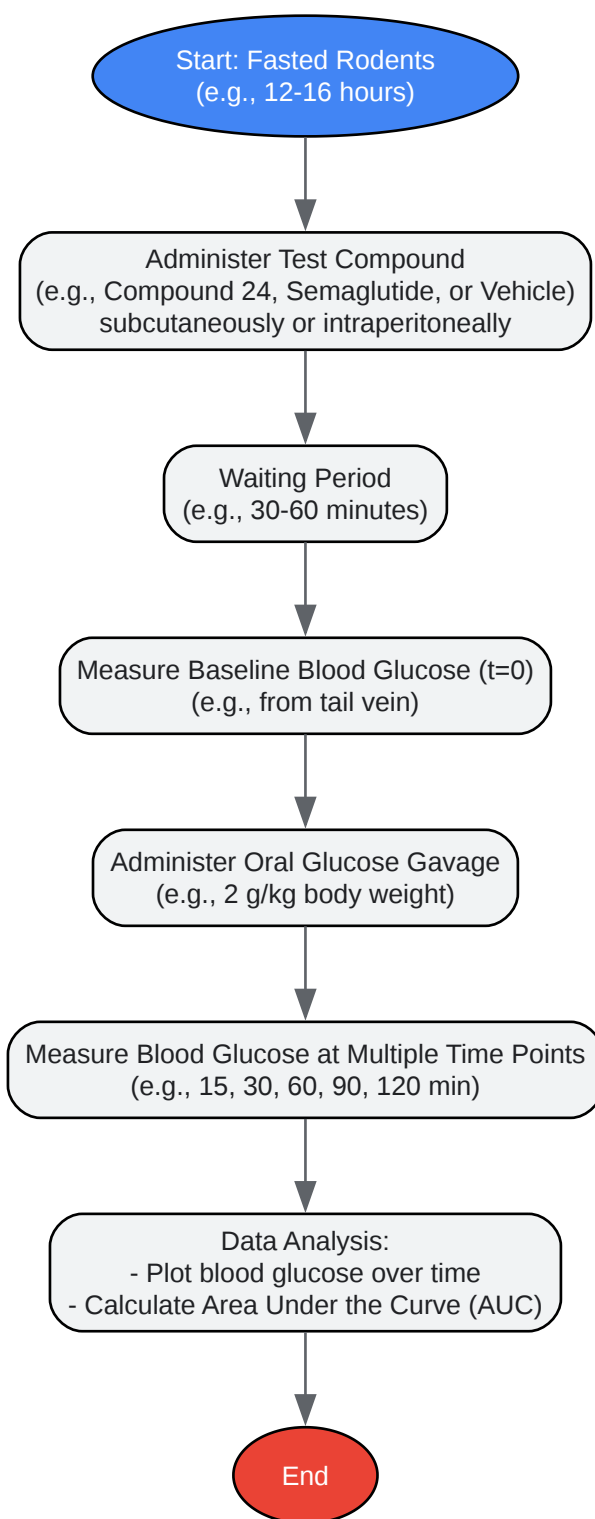 Start: Fasted Rodents
(e.g., 12-16 hours)
Administer Test Compound
(e.g., Compound 24, Semaglutide, or Vehicle)
subcutaneously or intraperitoneally
Waiting Period
(e.g., 30-60 minutes)
Measure Baseline Blood Glucose (t=0)
(e.g., from tail vein)
Administer Oral Glucose Gavage
(e.g., 2 g/kg body weight)
Measure Blood Glucose at Multiple Time Points
(e.g., 15, 30, 60, 90, 120 min)
Data Analysis:
- Plot blood glucose over time
- Calculate Area Under the Curve (AUC)
End